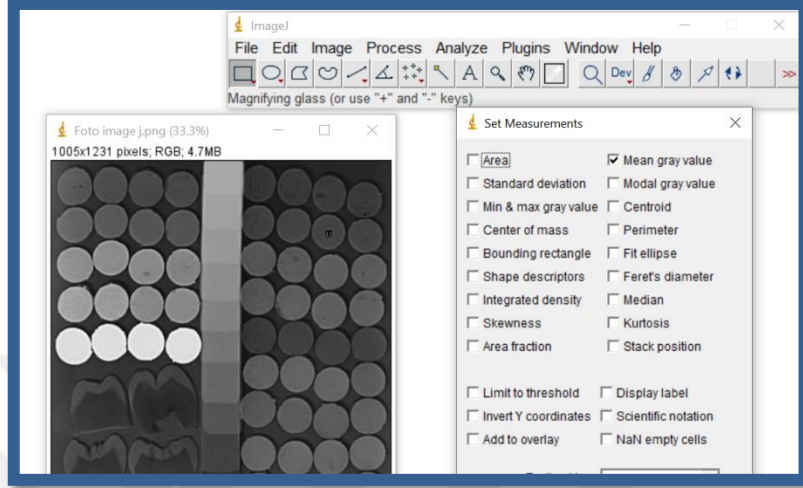 ImageJ
File Edit Image Process Analyze Plugins Window Help
A Dev >>
Magnifying glass (or use "+" and "-" keys)
Foto image j.png (33.3%)
1005x1231 pixels; RGB; 4.7MB
Set Measurements
Area Mean gray value
Standard deviation Modal gray value
Min & max gray value Centroid
Center of mass Perimeter
Bounding rectangle Fit ellipse
Shape descriptors Feret's diameter
Integrated density Median
Skewness Kurtosis
Area fraction Stack position
Limit to threshold Display label
Invert Y coordinates Scientific notation
Add to overlay NaN empty cells